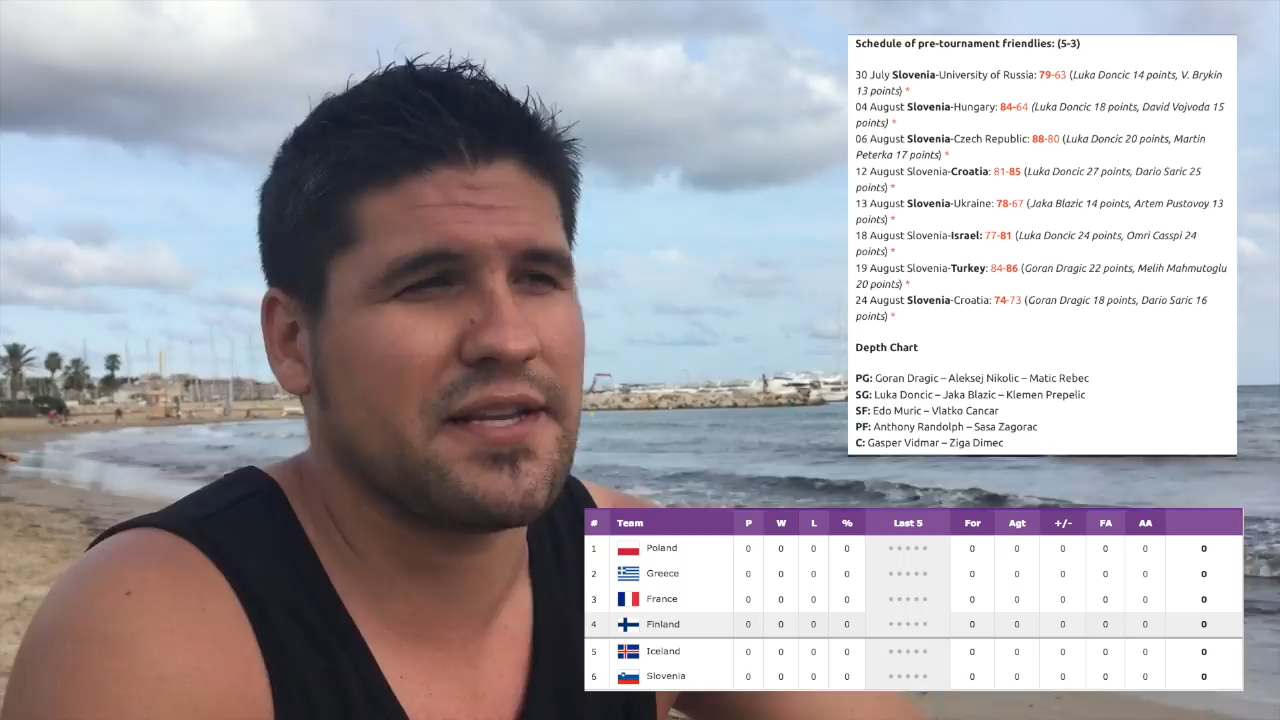 Schedule of pre-tournament friendlies: (5-3)
30 July Slovenia-University of Russia: 79-63 (Luka Doncic 14 points, V. Brykin
13 points) *
04 August Slovenia-Hungary: 84-64 (Luka Doncic 18 points, David Vojvoda 15
points) *
06 August Slovenia-Czech Republic: 88-80 (Luka Doncic 20 points, Martin
Peterka 17 points) *
12 August Slovenia-Croatia: 81-85 (Luka Doncic 27 points, Dario Saric 25
points) *
13 August Slovenia-Ukraine: 78-67 (Jaka Blazic 14 points, Artem Pustovoy 13
points) *
18 August Slovenia-Israel: 77-81 (Luka Doncic 24 points, Omri Casspi 24
points) *
19 August Slovenia-Turkey: 84-86 (Goran Dragic 22 points, Melih Mahmutoglu
20 points) *
24 August Slovenia-Croatia: 74-73 (Goran Dragic 18 points, Dario Saric 16
points) *
Depth Chart
PG: Goran Dragic – Aleksej Nikolic – Matic Rebec
SG: Luka Doncic – Jaka Blazic – Klemen Prepelic
SF: Edo Muric – Vlatko Cancar
PF: Anthony Randolph – Sasa Zagorac
C: Gasper Vidmar – Ziga Dimec
# Team P W L % Last 5 For Agt +/- FA AA
1 Poland 0 0 0 0 0 0 0 0 0 0
2 Greece 0 0 0 0 0 0 0 0 0 0
3 France 0 0 0 0 0 0 0 0 0 0
4 Finland 0 0 0 0 0 0 0 0 0 0
5 Iceland 0 0 0 0 0 0 0 0 0 0
6 Slovenia 0 0 0 0 0 0 0 0 0 0